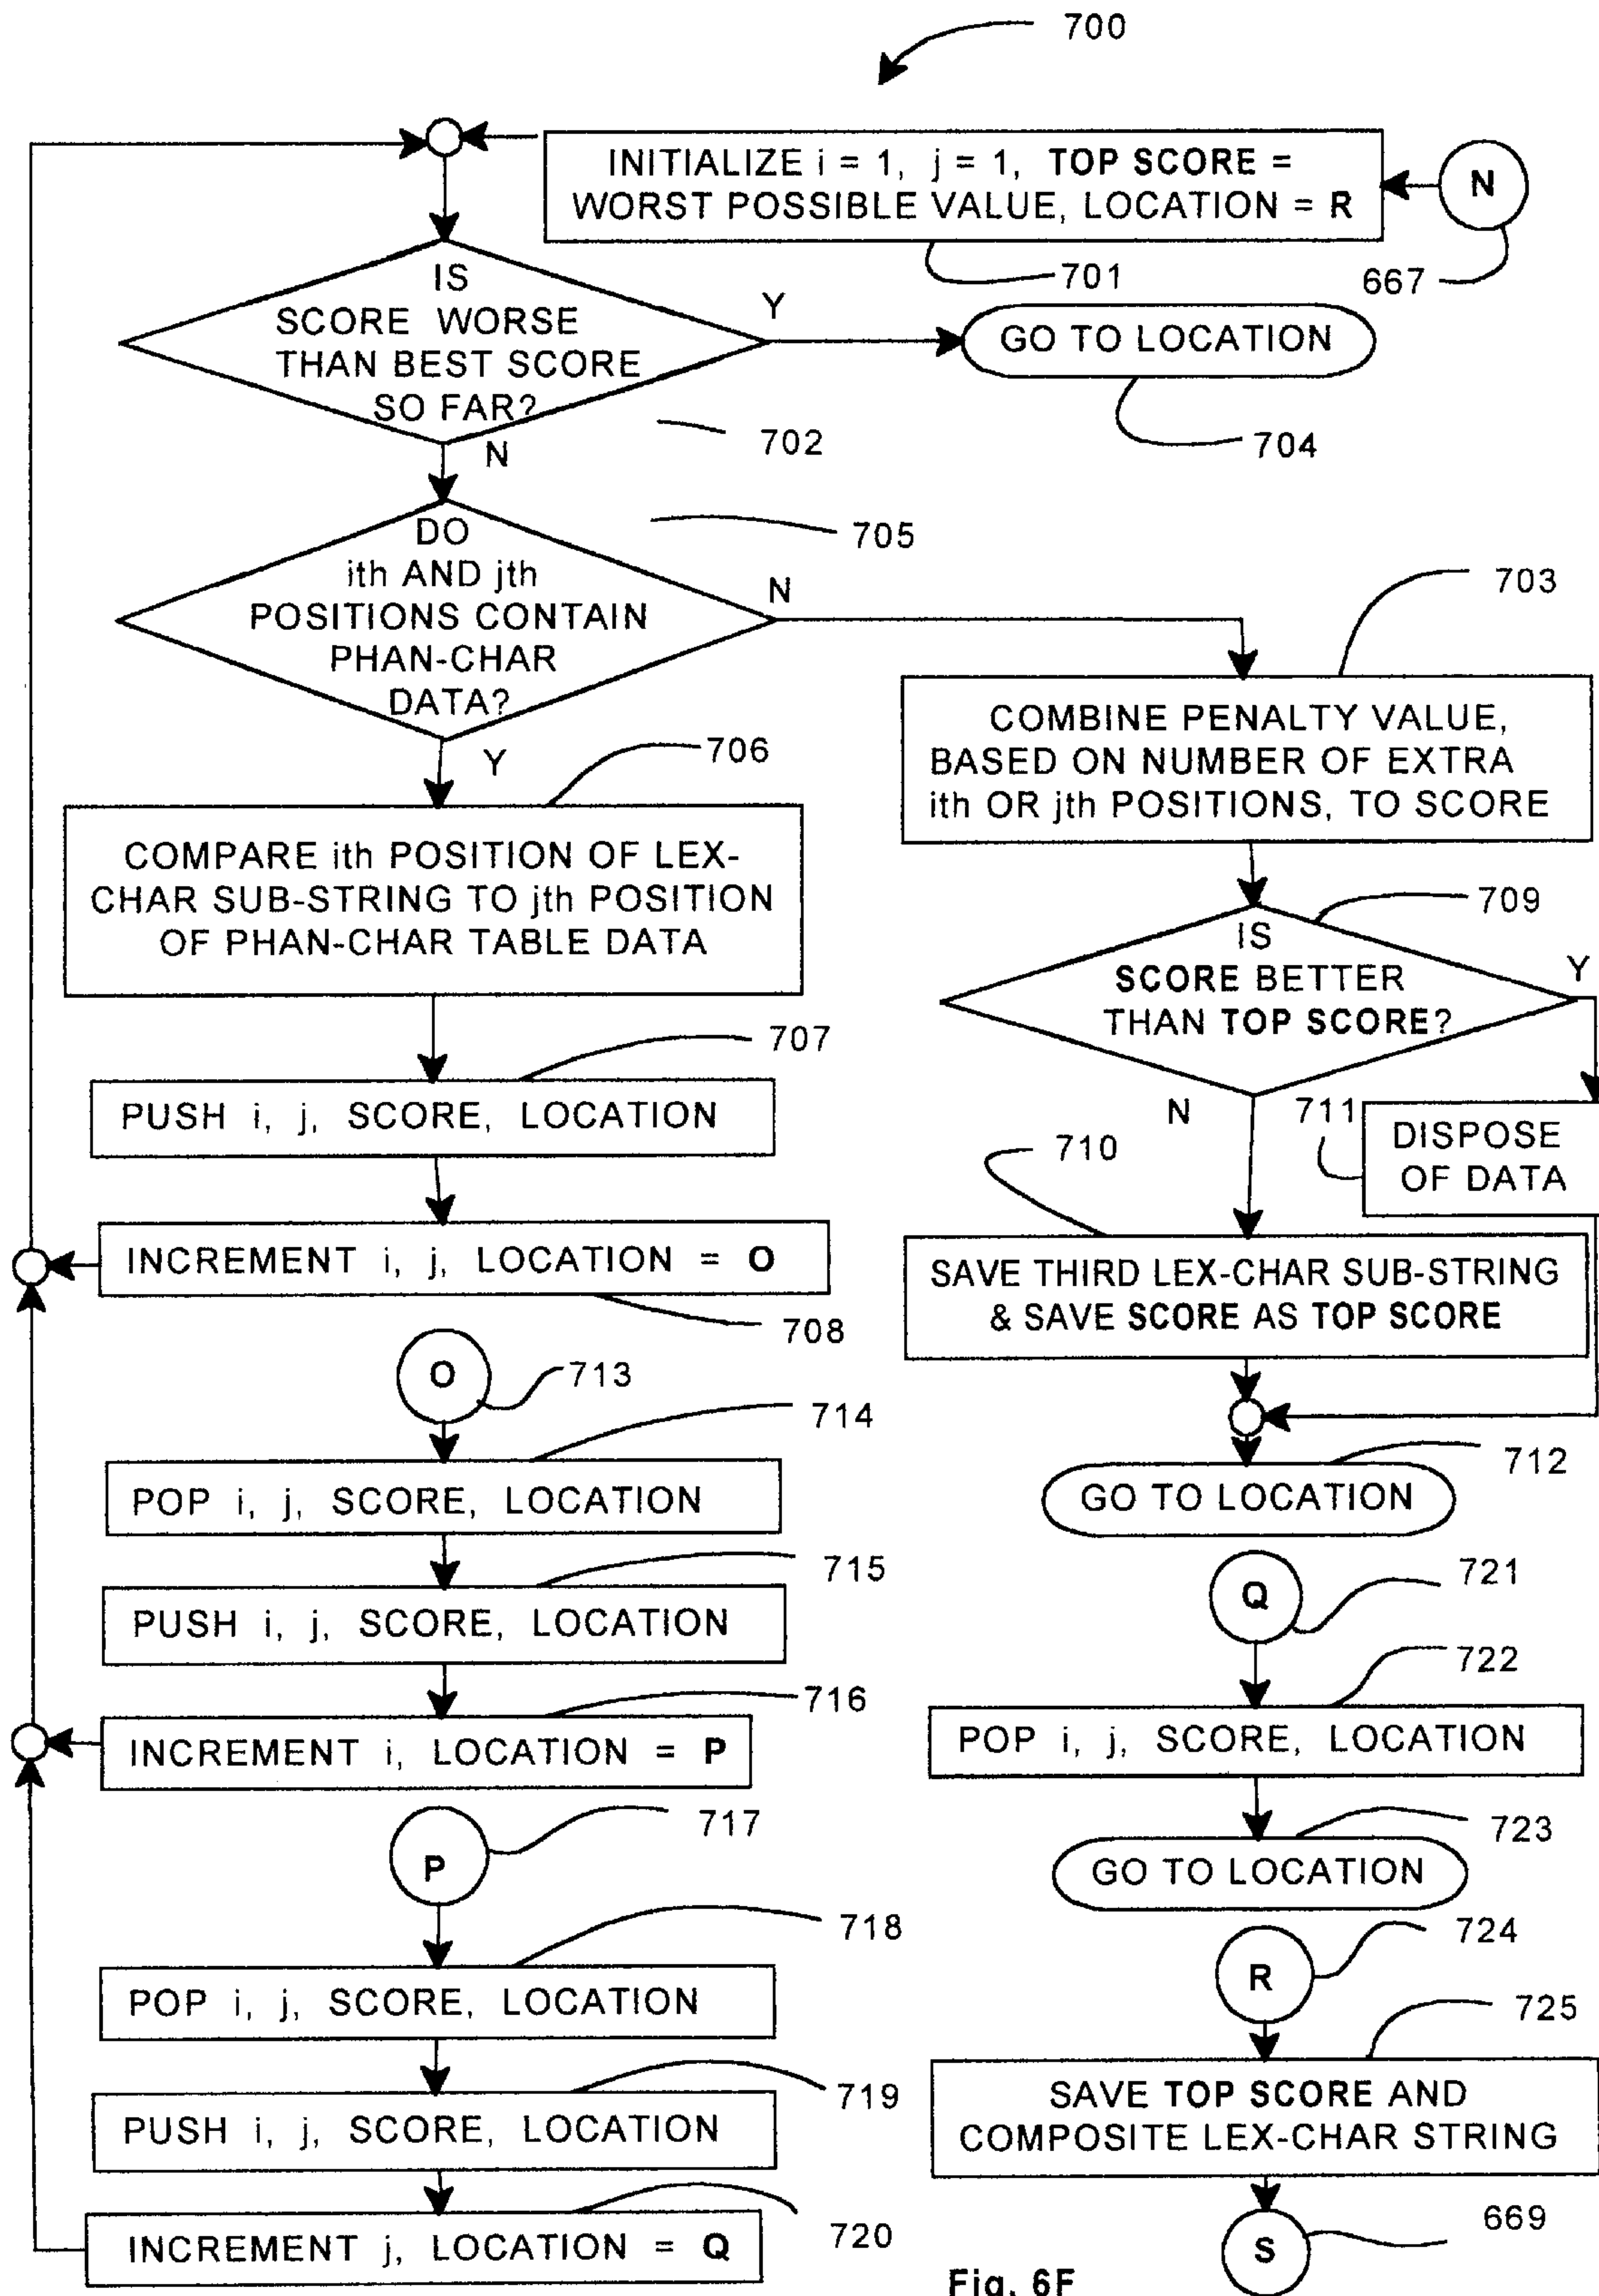 700
INITIALIZE i = 1, j = 1, TOP SCORE =
WORST POSSIBLE VALUE, LOCATION = R
N
701
667
IS
SCORE WORSE
THAN BEST SCORE
SO FAR?
Y
GO TO LOCATION
702
704
N
DO
ith AND jth
POSITIONS CONTAIN
PHAN-CHAR
DATA?
705
N
703
Y
706
COMBINE PENALTY VALUE,
BASED ON NUMBER OF EXTRA
ith OR jth POSITIONS, TO SCORE
COMPARE ith POSITION OF LEX-
CHAR SUB-STRING TO jth POSITION
OF PHAN-CHAR TABLE DATA
709
IS
SCORE BETTER
THAN TOP SCORE?
Y
707
PUSH i, j, SCORE, LOCATION
N
711
DISPOSE
OF DATA
710
INCREMENT i, j, LOCATION = O
708
SAVE THIRD LEX-CHAR SUB-STRING
& SAVE SCORE AS TOP SCORE
O
713
714
POP i, j, SCORE, LOCATION
712
GO TO LOCATION
715
PUSH i, j, SCORE, LOCATION
Q
721
716
INCREMENT i, LOCATION = P
722
POP i, j, SCORE, LOCATION
P
717
723
GO TO LOCATION
718
POP i, j, SCORE, LOCATION
R
724
719
PUSH i, j, SCORE, LOCATION
725
SAVE TOP SCORE AND
COMPOSITE LEX-CHAR STRING
720
INCREMENT j, LOCATION = Q
S
669
Fig. 6F